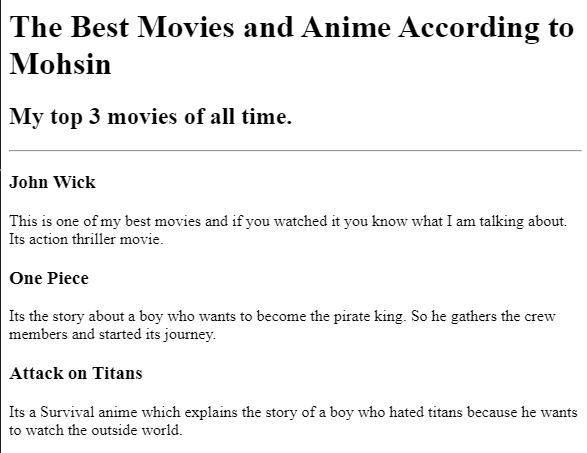 The Best Movies and Anime According to
Mohsin
My top 3 movies of all time.
John Wick
This is one of my best movies and if you watched it you know what I am talking about.
Its action thriller movie.
One Piece
Its the story about a boy who wants to become the pirate king. So he gathers the crew
members and started its journey.
Attack on Titans
Its a Survival anime which explains the story of a boy who hated titans because he wants
to watch the outside world.